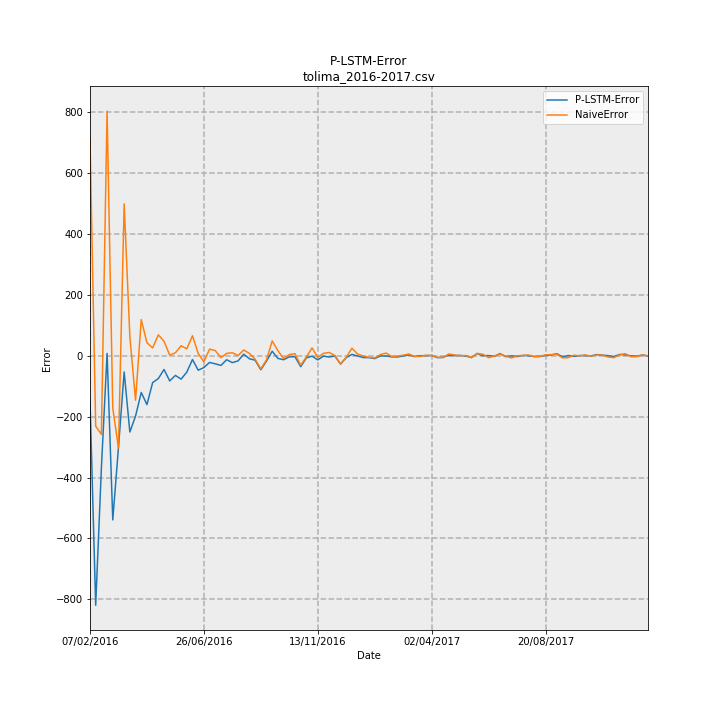 P-LSTM-Error
tolima_2016-2017.csv
P-LSTM-Error
NaiveError
800
600
400
200
0
−200
−400
−600
−800
Error
07/02/2016 26/06/2016 13/11/2016 02/04/2017 20/08/2017
Date